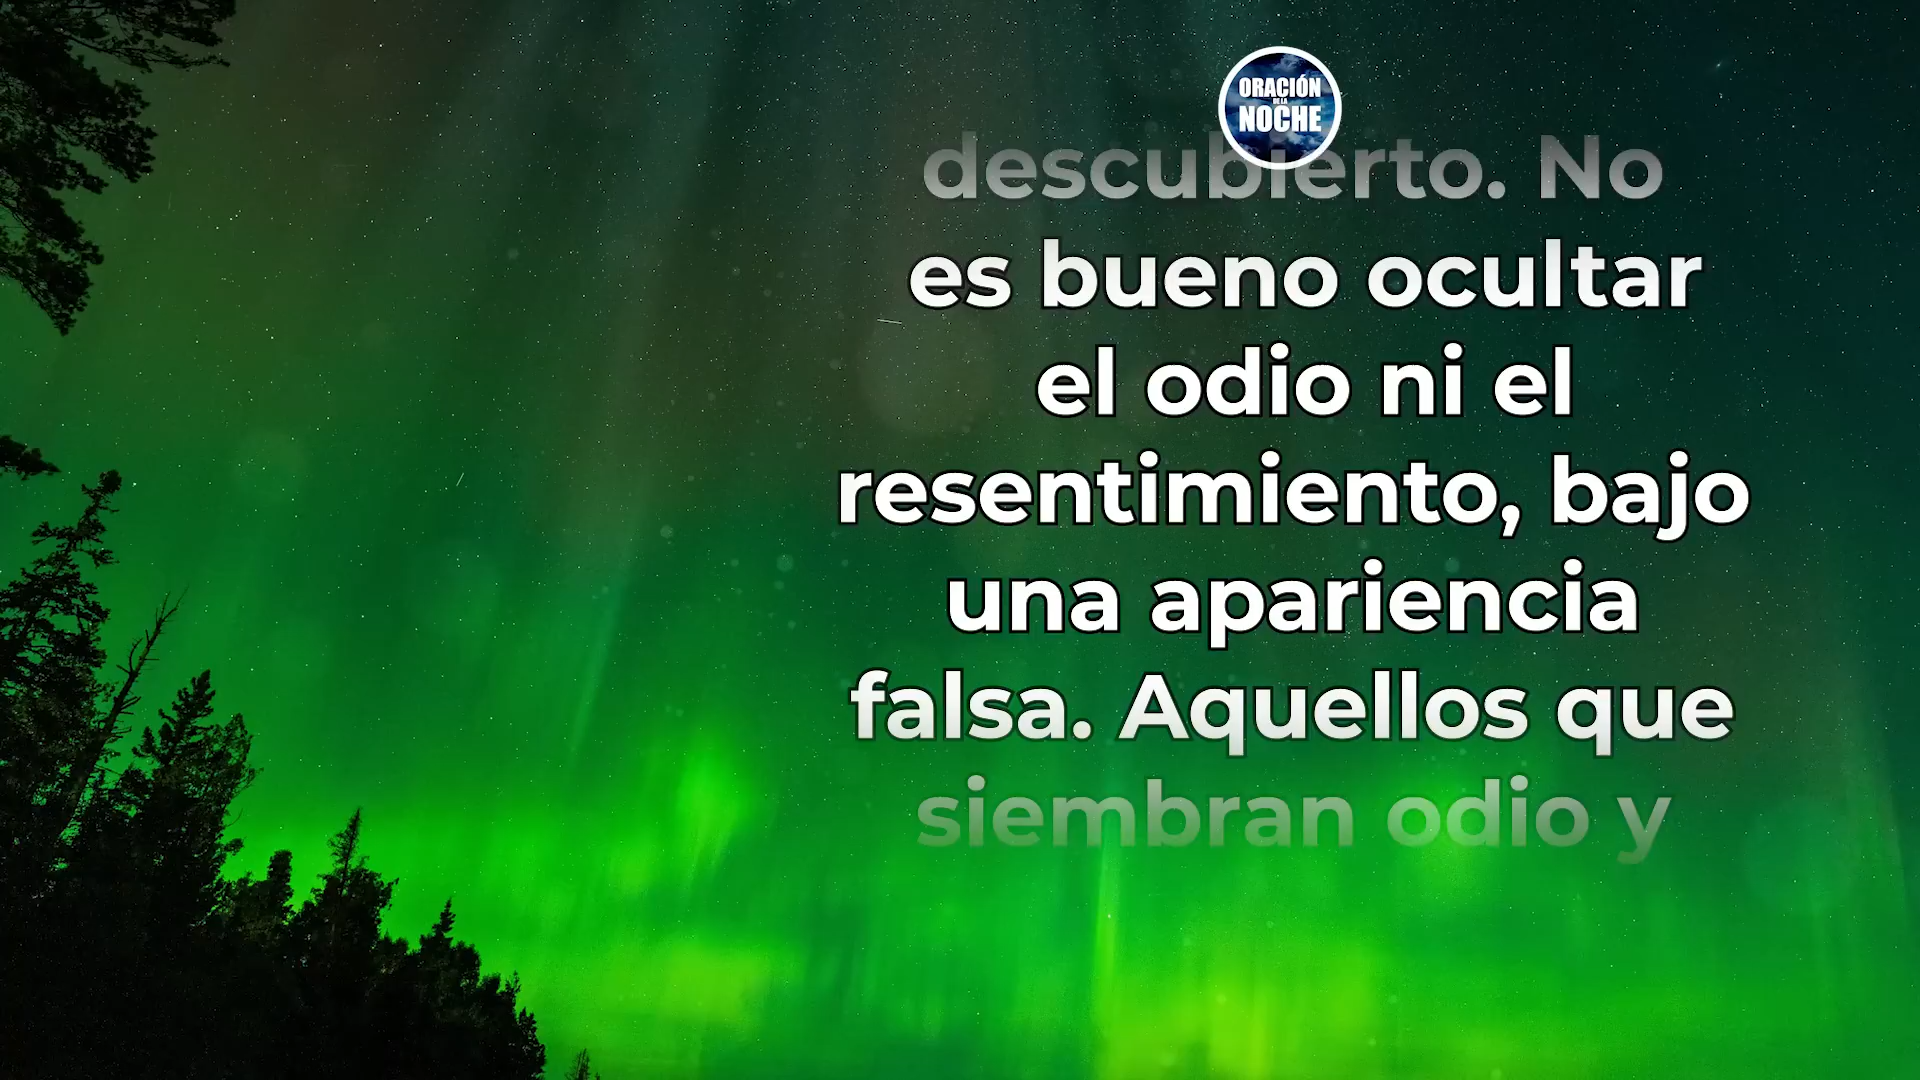 ORACIÓN
DE LA
NOCHE
descubierto. No
es bueno ocultar
el odio ni el
resentimiento, bajo
una apariencia
falsa. Aquellos que
siembran odio y